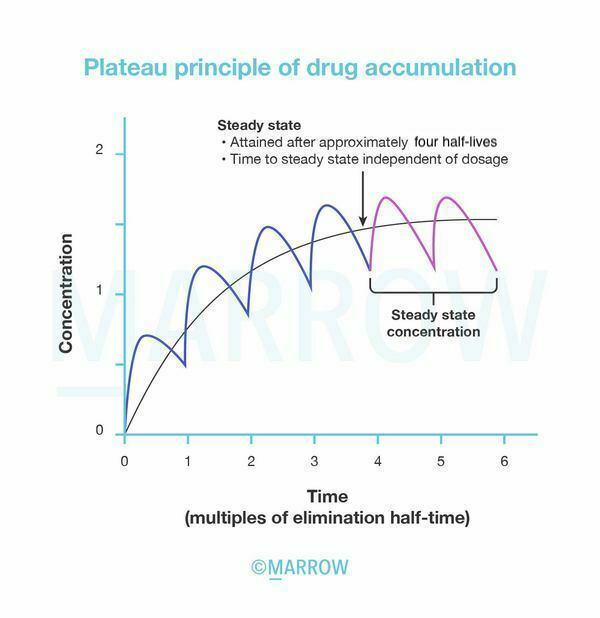 Plateau principle of drug accumulation
Steady state
• Attained after approximately four half-lives
• Time to steady state independent of dosage
2
1
0
Concentration
MARROW
Steady state
concentration
0 1 2 3 4 5 6
Time
(multiples of elimination half-time)
©MARROW